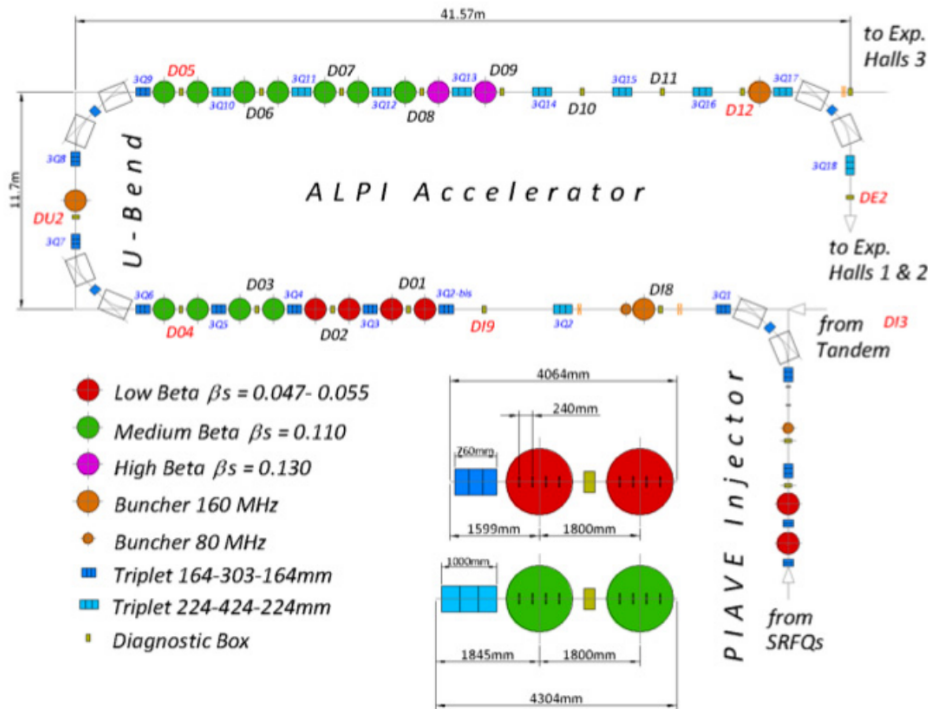 41.57m
to Exp.
Halls 3
3Q9
D05
3Q11
D07
3Q13
D09
3Q15
D11
3Q17
3Q10
D06
3Q12
D08
3Q14
D10
3Q16
D12
11.7m
3Q8
DU2
3Q7
U-Bend
ALPI Accelerator
3Q18
DE2
to Exp.
Halls 1 & 2
3Q6
D03
3Q4
D01
3Q2-bis
DI8
3Q1
D04
3Q5
D02
3Q3
DI9
3Q2
from
Tandem
DI3
Low Beta βs = 0.047- 0.055
Medium Beta βs = 0.110
High Beta βs = 0.130
Buncher 160 MHz
Buncher 80 MHz
Triplet 164-303-164mm
Triplet 224-424-224mm
Diagnostic Box
4064mm
240mm
760mm
1599mm
1800mm
1000mm
1845mm
1800mm
4304mm
PIAVE Injector
from
SRFQs